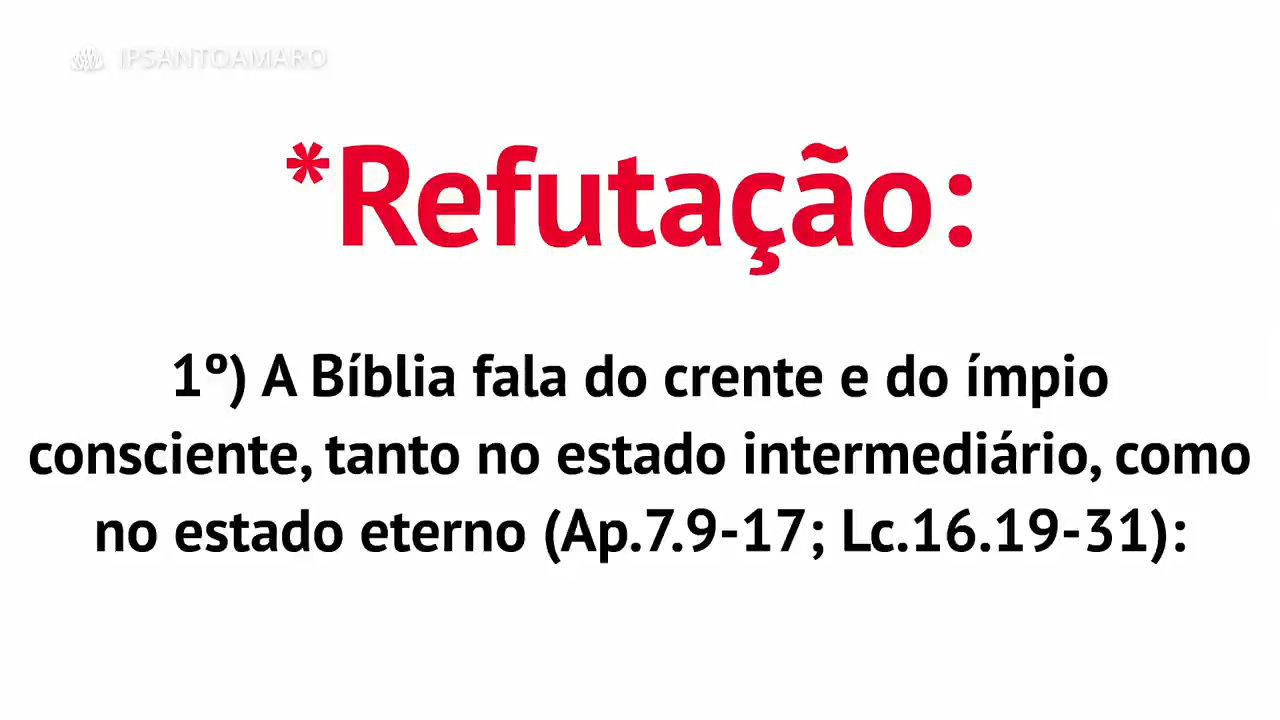 IPSANTOAMARO
*Refutação:
1º) A Bíblia fala do crente e do ímpio
consciente, tanto no estado intermediário, como
no estado eterno (Ap.7.9-17; Lc.16.19-31):